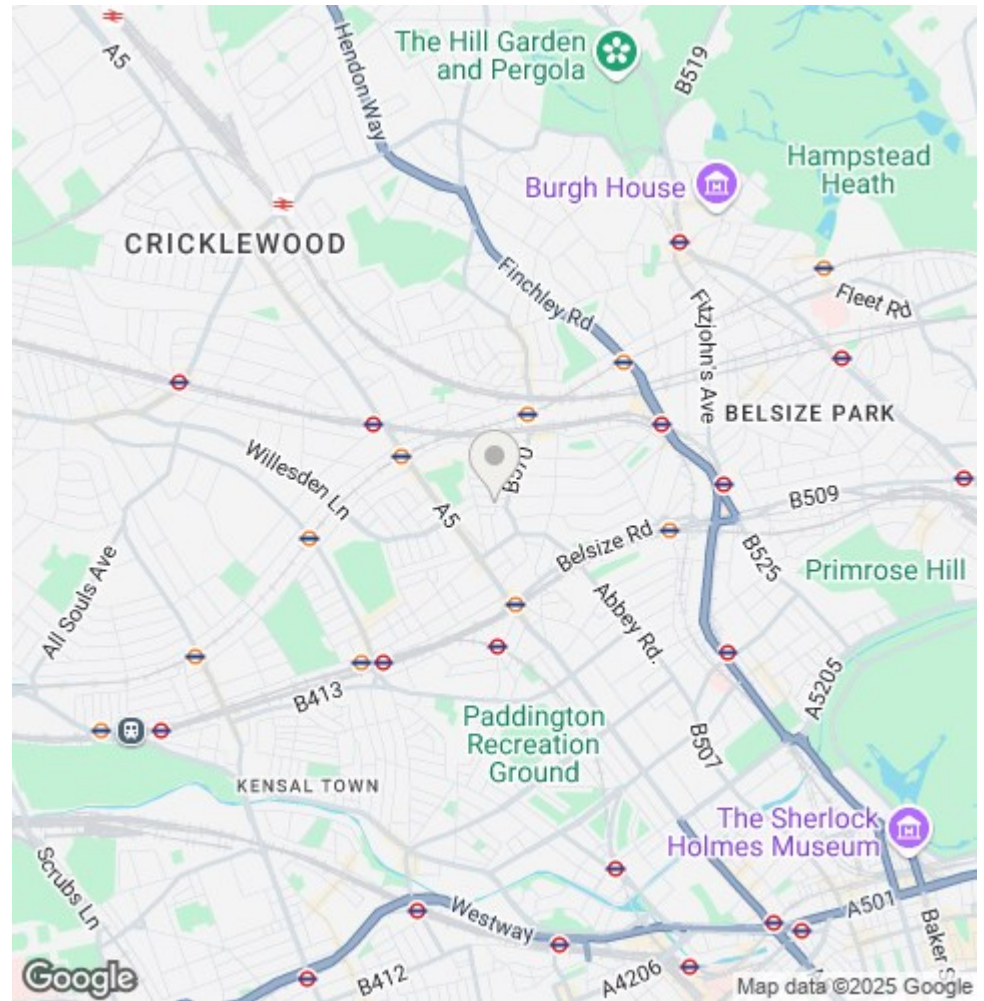 A5
Hendon Way
The Hill Garden
and Pergola
B519
Hampstead
Heath
Burgh House
CRICKLEWOOD
Finchley Rd
Fleet Rd
Fitzjohn's Ave
BELSIZE PARK
Willesden Ln
B510
A5
B509
Belsize Rd
B525
Primrose Hill
All Souls Ave
Abbey Rd.
A5205
B413
Paddington
Recreation
Ground
B507
KENSAL TOWN
The Sherlock
Holmes Museum
Scrubs Ln
Westway
A501
Baker S
B412
A4206
Google
Map data ©2025 Google